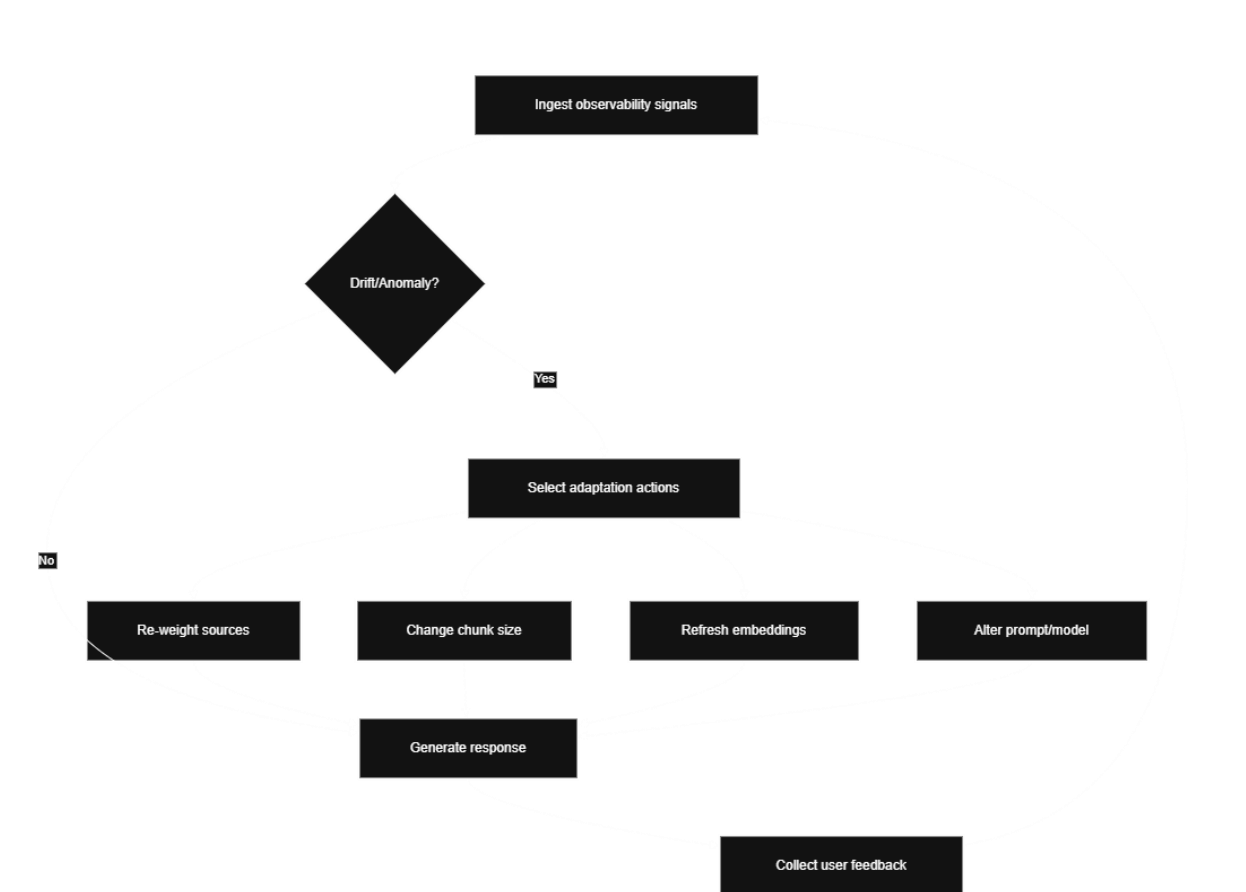 Ingest observability signals
Drift/Anomaly?
Yes
Select adaptation actions
No
Re-weight sources
Change chunk size
Refresh embeddings
Alter prompt/model
Generate response
Collect user feedback